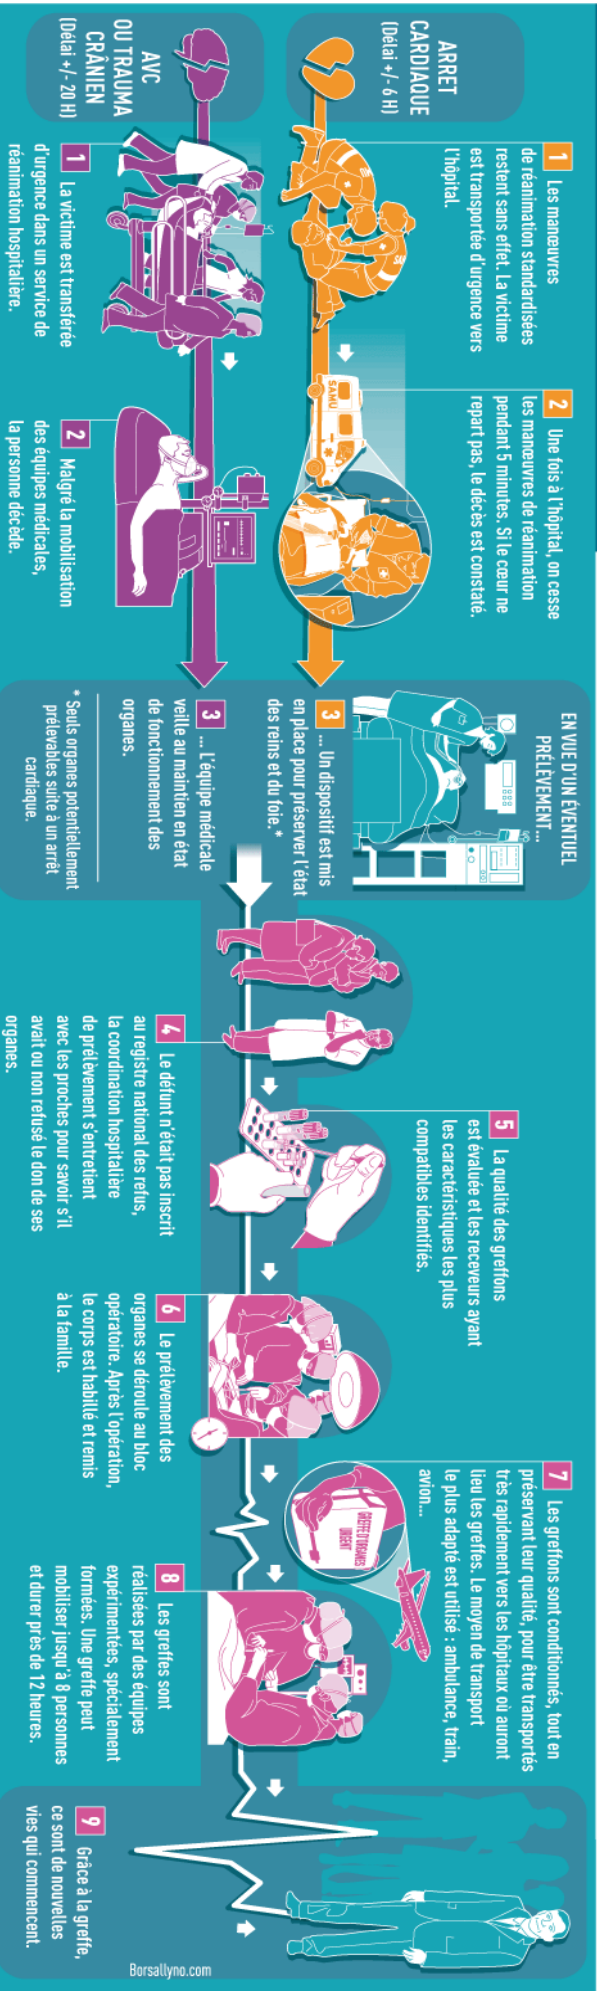 ARRET
CARDIAQUE
(Délai +/- 6 H)
1 Les manœuvres
de réanimation standardisées
restent sans effet. La victime
est transportée d'urgence vers
l'hôpital.
SAMU
2 Une fois à l'hôpital, on cesse
les manœuvres de réanimation
pendant 5 minutes. Si le cœur ne
repart pas, le décès est constaté.
AVC
OU TRAUMA
CRÂNIEN
(Délai +/- 20 H)
1 La victime est transférée
d'urgence dans un service de
réanimation hospitalière.
2 Malgré la mobilisation
des équipes médicales,
la personne décède.
EN VUE D'UN ÉVENTUEL
PRÉLÈVEMENT...
3 ... Un dispositif est mis
en place pour préserver l'état
des reins et du foie.*
3 ... L'équipe médicale
veille au maintien en état
de fonctionnement des
organes.
* Seuls organes potentiellement
prélevables suite à un arrêt
cardiaque.
4 Le défunt n'était pas inscrit
au registre national des refus,
la coordination hospitalière
de prélèvement s'entretient
avec les proches pour savoir s'il
avait ou non refusé le don de ses
organes.
5 La qualité des greffons
est évaluée et les receveurs ayant
les caractéristiques les plus
compatibles identifiés.
6 Le prélèvement des
organes se déroule au bloc
opératoire. Après l'opération,
le corps est habillé et remis
à la famille.
7 Les greffons sont conditionnés, tout en
préservant leur qualité, pour être transportés
très rapidement vers les hôpitaux où auront
lieu les greffes. Le moyen de transport
le plus adapté est utilisé : ambulance, train,
avion...
GREFFE D'ORGANES
URGENT
8 Les greffes sont
réalisées par des équipes
expérimentées, spécialement
formées. Une greffe peut
mobiliser jusqu'à 8 personnes
et durer près de 12 heures.
9 Grâce à la greffe,
ce sont de nouvelles
vies qui commencent.
Borsallyno.com